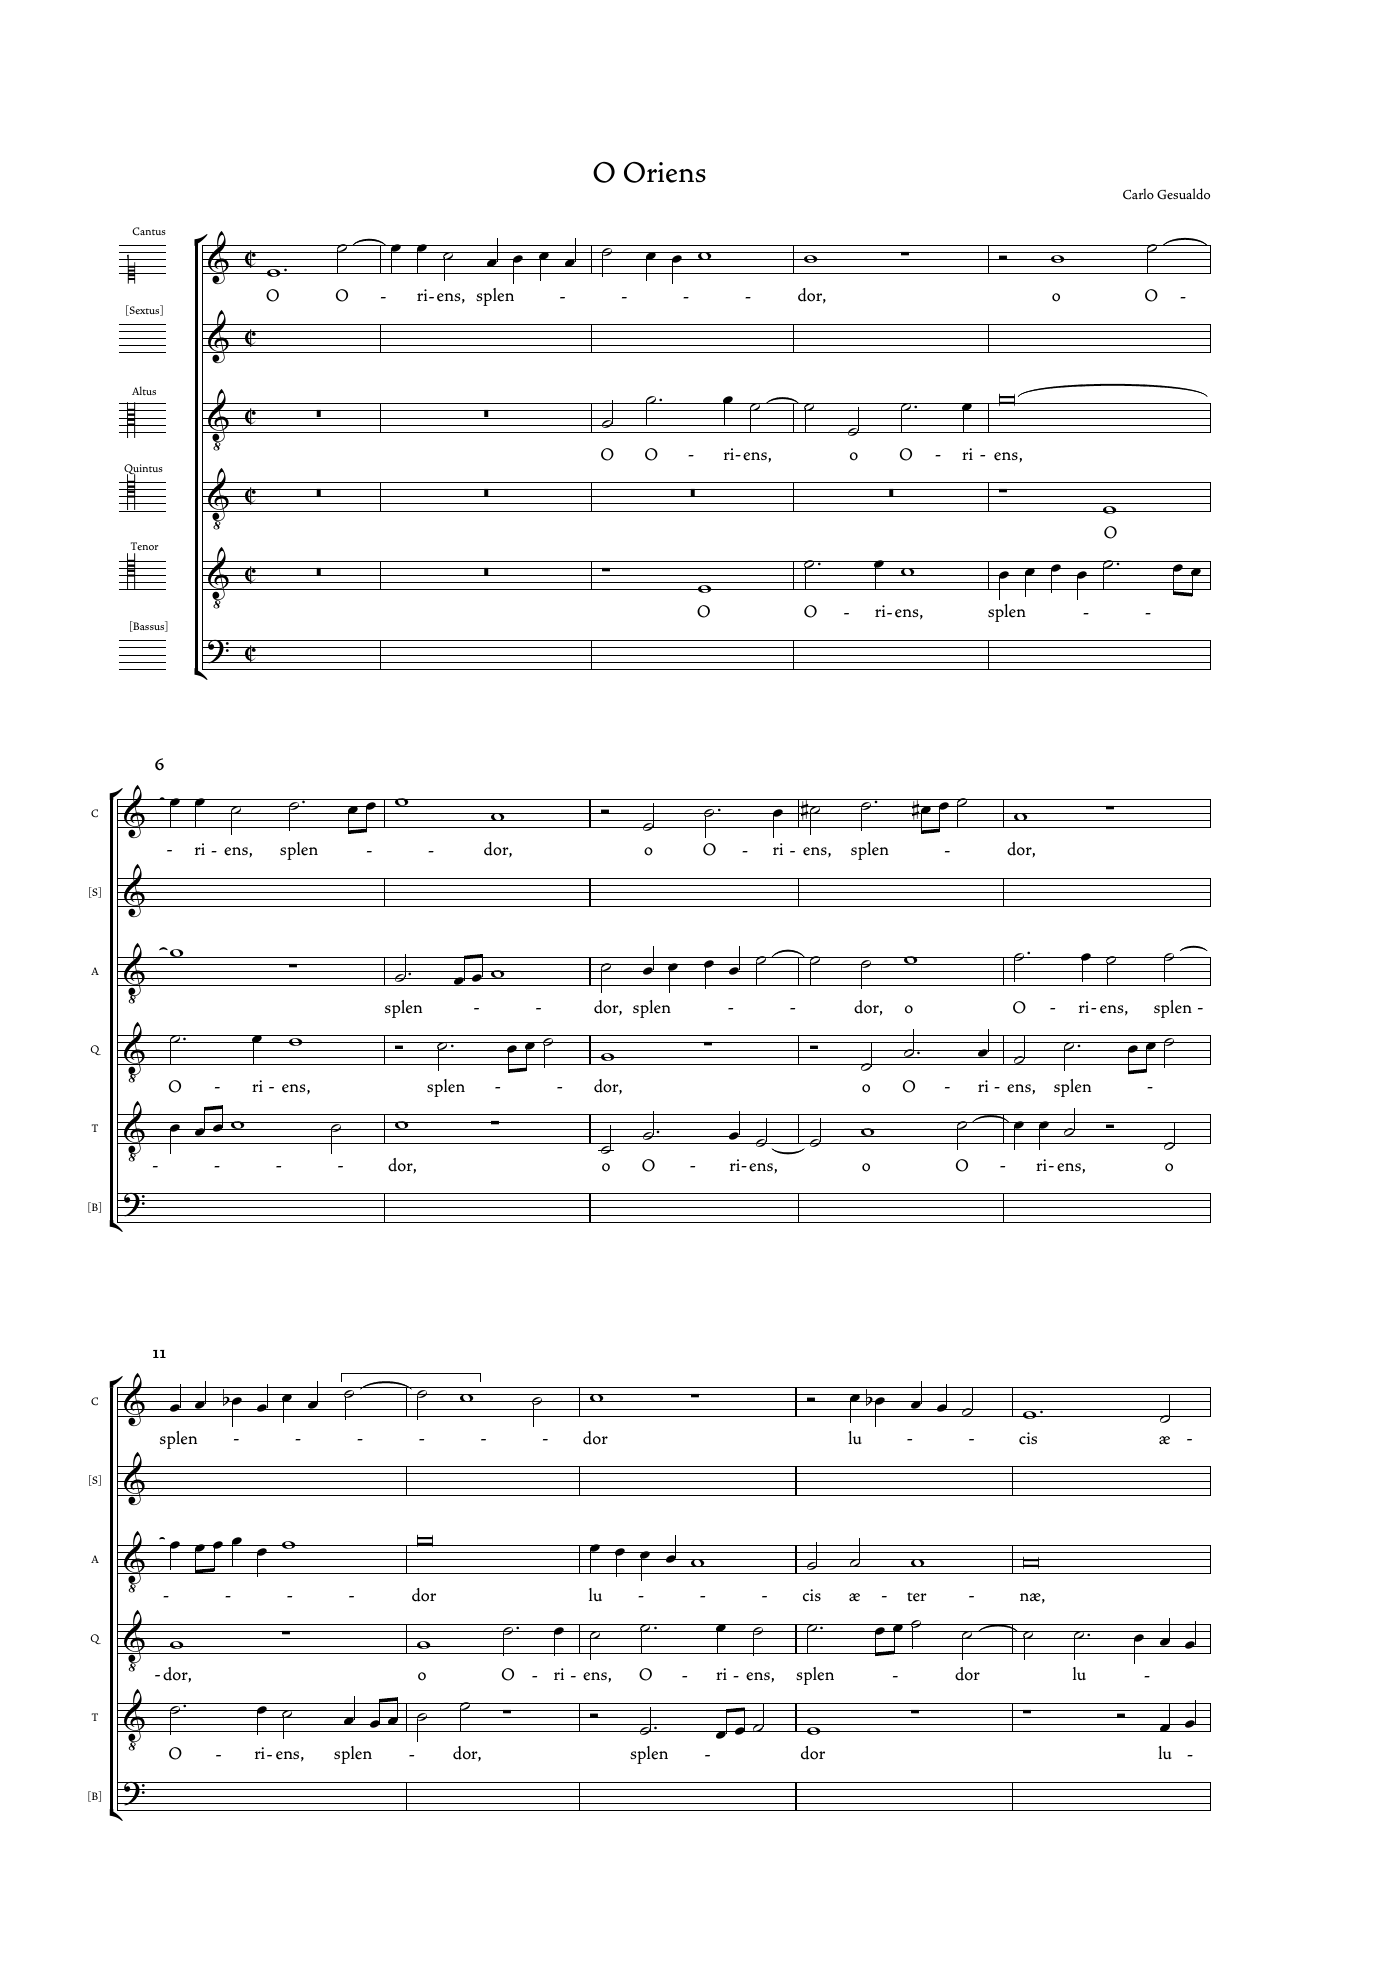 O Oriens
Carlo Gesualdo
Cantus
O O - ri-ens, splen - - - - dor, o O -
[Sextus]
Altus
O O - ri-ens, o O - ri - ens,
Quintus
O
Tenor
O O - ri-ens, splen - -
[Bassus]
6
C
- ri - ens, splen - - dor, o O - ri - ens, splen - dor,
[S]
A
splen - - dor, splen - - dor, o O - ri-ens, splen -
Q
O - ri - ens, splen - - dor, o O - ri - ens, splen -
T
- - - - dor, o O - ri-ens, o O - ri-ens, o
[B]
11
C
splen - - - - - - dor lu - - cis æ -
[S]
A
- - - - dor lu - - - cis æ - ter - næ,
Q
- dor, o O - ri - ens, O - ri - ens, splen - dor lu -
T
O - ri-ens, splen - dor, splen - dor lu -
[B]